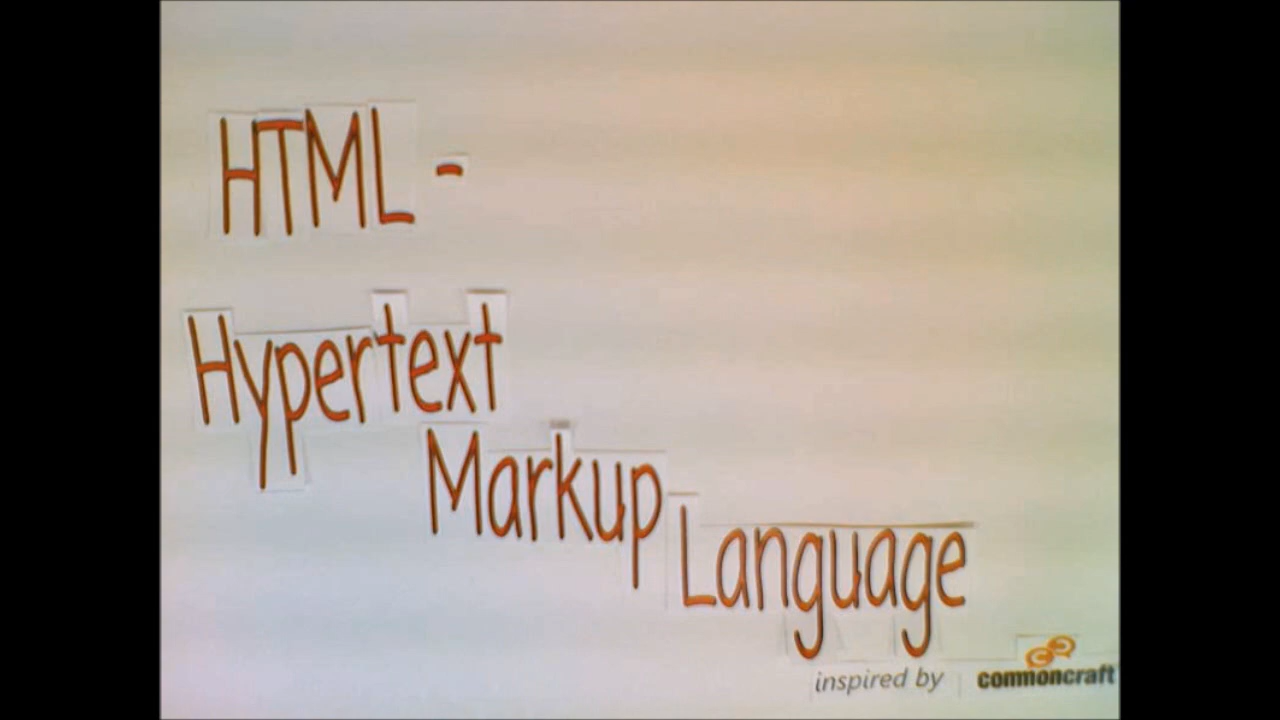 HTML -
Hypertext
Markup
Language
inspired by commoncraft